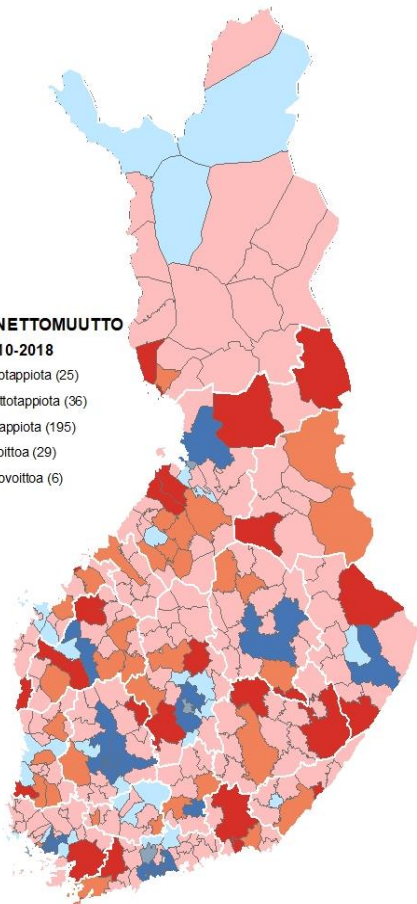 NETTOMUUTTO
10-2018
otappiota (25)
ttotappiota (36)
appiota (195)
oittoa (29)
ovoittoa (6)